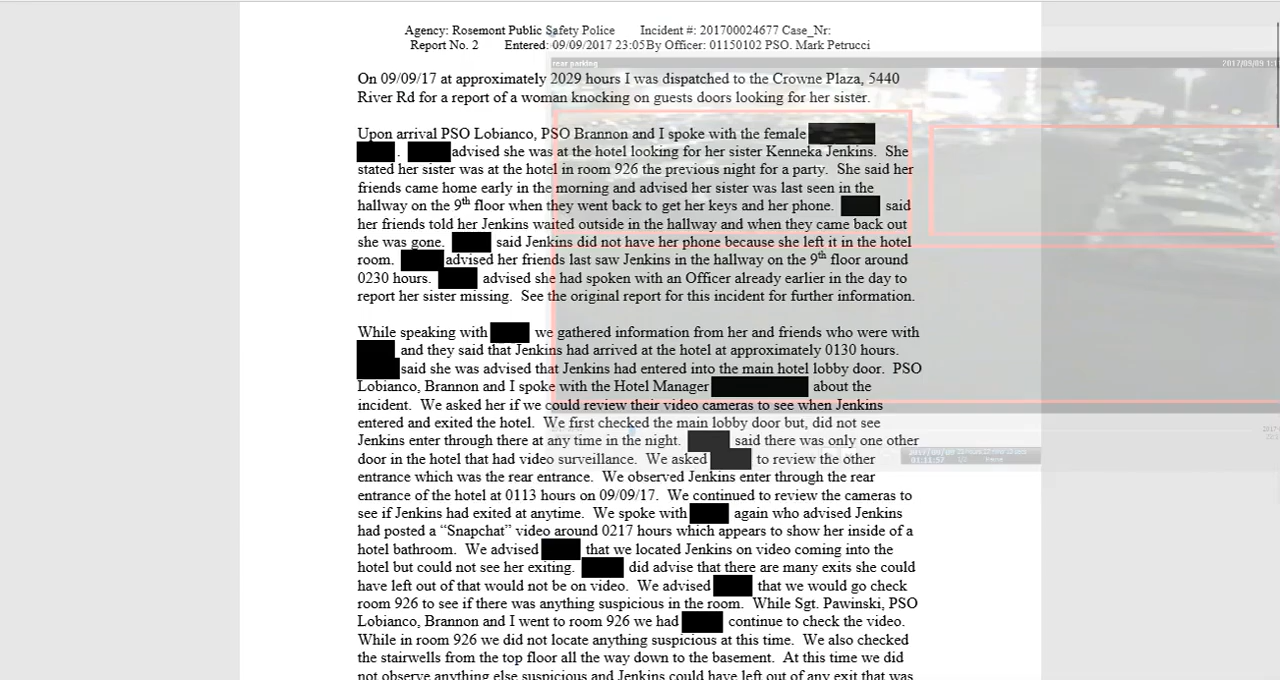 Agency: Rosemont Public Safety Police Incident #: 201700024677 Case_Nr:
Report No. 2 Entered: 09/09/2017 23:05By Officer: 01150102 PSO. Mark Petrucci
rear parking 2017/09/09 1:1
On 09/09/17 at approximately 2029 hours I was dispatched to the Crowne Plaza, 5440
River Rd for a report of a woman knocking on guests doors looking for her sister.
Upon arrival PSO Lobianco, PSO Brannon and I spoke with the female
. advised she was at the hotel looking for her sister Kenneka Jenkins. She
stated her sister was at the hotel in room 926 the previous night for a party. She said her
friends came home early in the morning and advised her sister was last seen in the
hallway on the 9th floor when they went back to get her keys and her phone. said
her friends told her Jenkins waited outside in the hallway and when they came back out
she was gone. said Jenkins did not have her phone because she left it in the hotel
room. advised her friends last saw Jenkins in the hallway on the 9th floor around
0230 hours. advised she had spoken with an Officer already earlier in the day to
report her sister missing. See the original report for this incident for further information.
While speaking with we gathered information from her and friends who were with
and they said that Jenkins had arrived at the hotel at approximately 0130 hours.
said she was advised that Jenkins had entered into the main hotel lobby door. PSO
Lobianco, Brannon and I spoke with the Hotel Manager about the
incident. We asked her if we could review their video cameras to see when Jenkins
entered and exited the hotel. We first checked the main lobby door but, did not see
Jenkins enter through there at any time in the night. said there was only one other
door in the hotel that had video surveillance. We asked to review the other
entrance which was the rear entrance. We observed Jenkins enter through the rear
entrance of the hotel at 0113 hours on 09/09/17. We continued to review the cameras to
see if Jenkins had exited at anytime. We spoke with again who advised Jenkins
had posted a “Snapchat” video around 0217 hours which appears to show her inside of a
hotel bathroom. We advised that we located Jenkins on video coming into the
hotel but could not see her exiting. did advise that there are many exits she could
have left out of that would not be on video. We advised that we would go check
room 926 to see if there was anything suspicious in the room. While Sgt. Pawinski, PSO
Lobianco, Brannon and I went to room 926 we had continue to check the video.
While in room 926 we did not locate anything suspicious at this time. We also checked
the stairwells from the top floor all the way down to the basement. At this time we did
not observe anything else suspicious and Jenkins could have left out of any exit that was